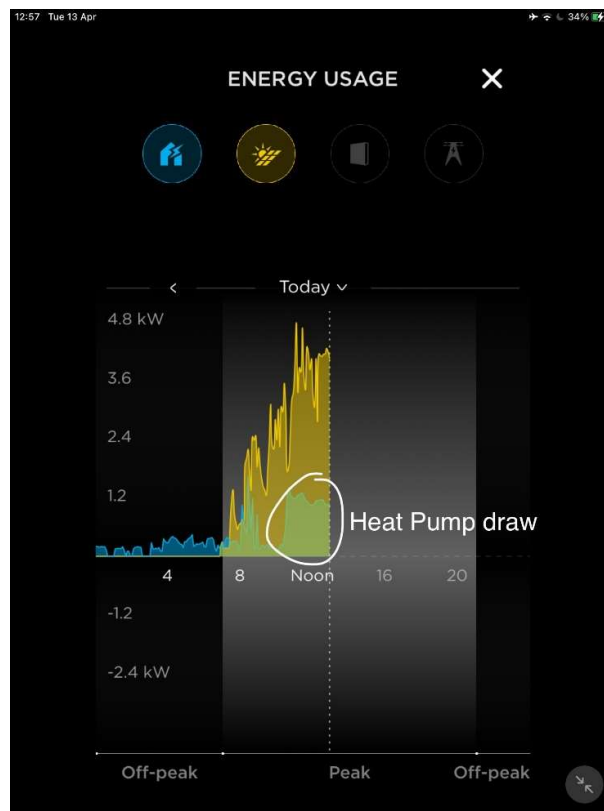 12:57 Tue 13 Apr 34%
ENERGY USAGE
< Today
4.8 kW
3.6
2.4
1.2
Heat Pump draw
4 8 Noon 16 20
-1.2
-2.4 kW
Off-peak Peak Off-peak